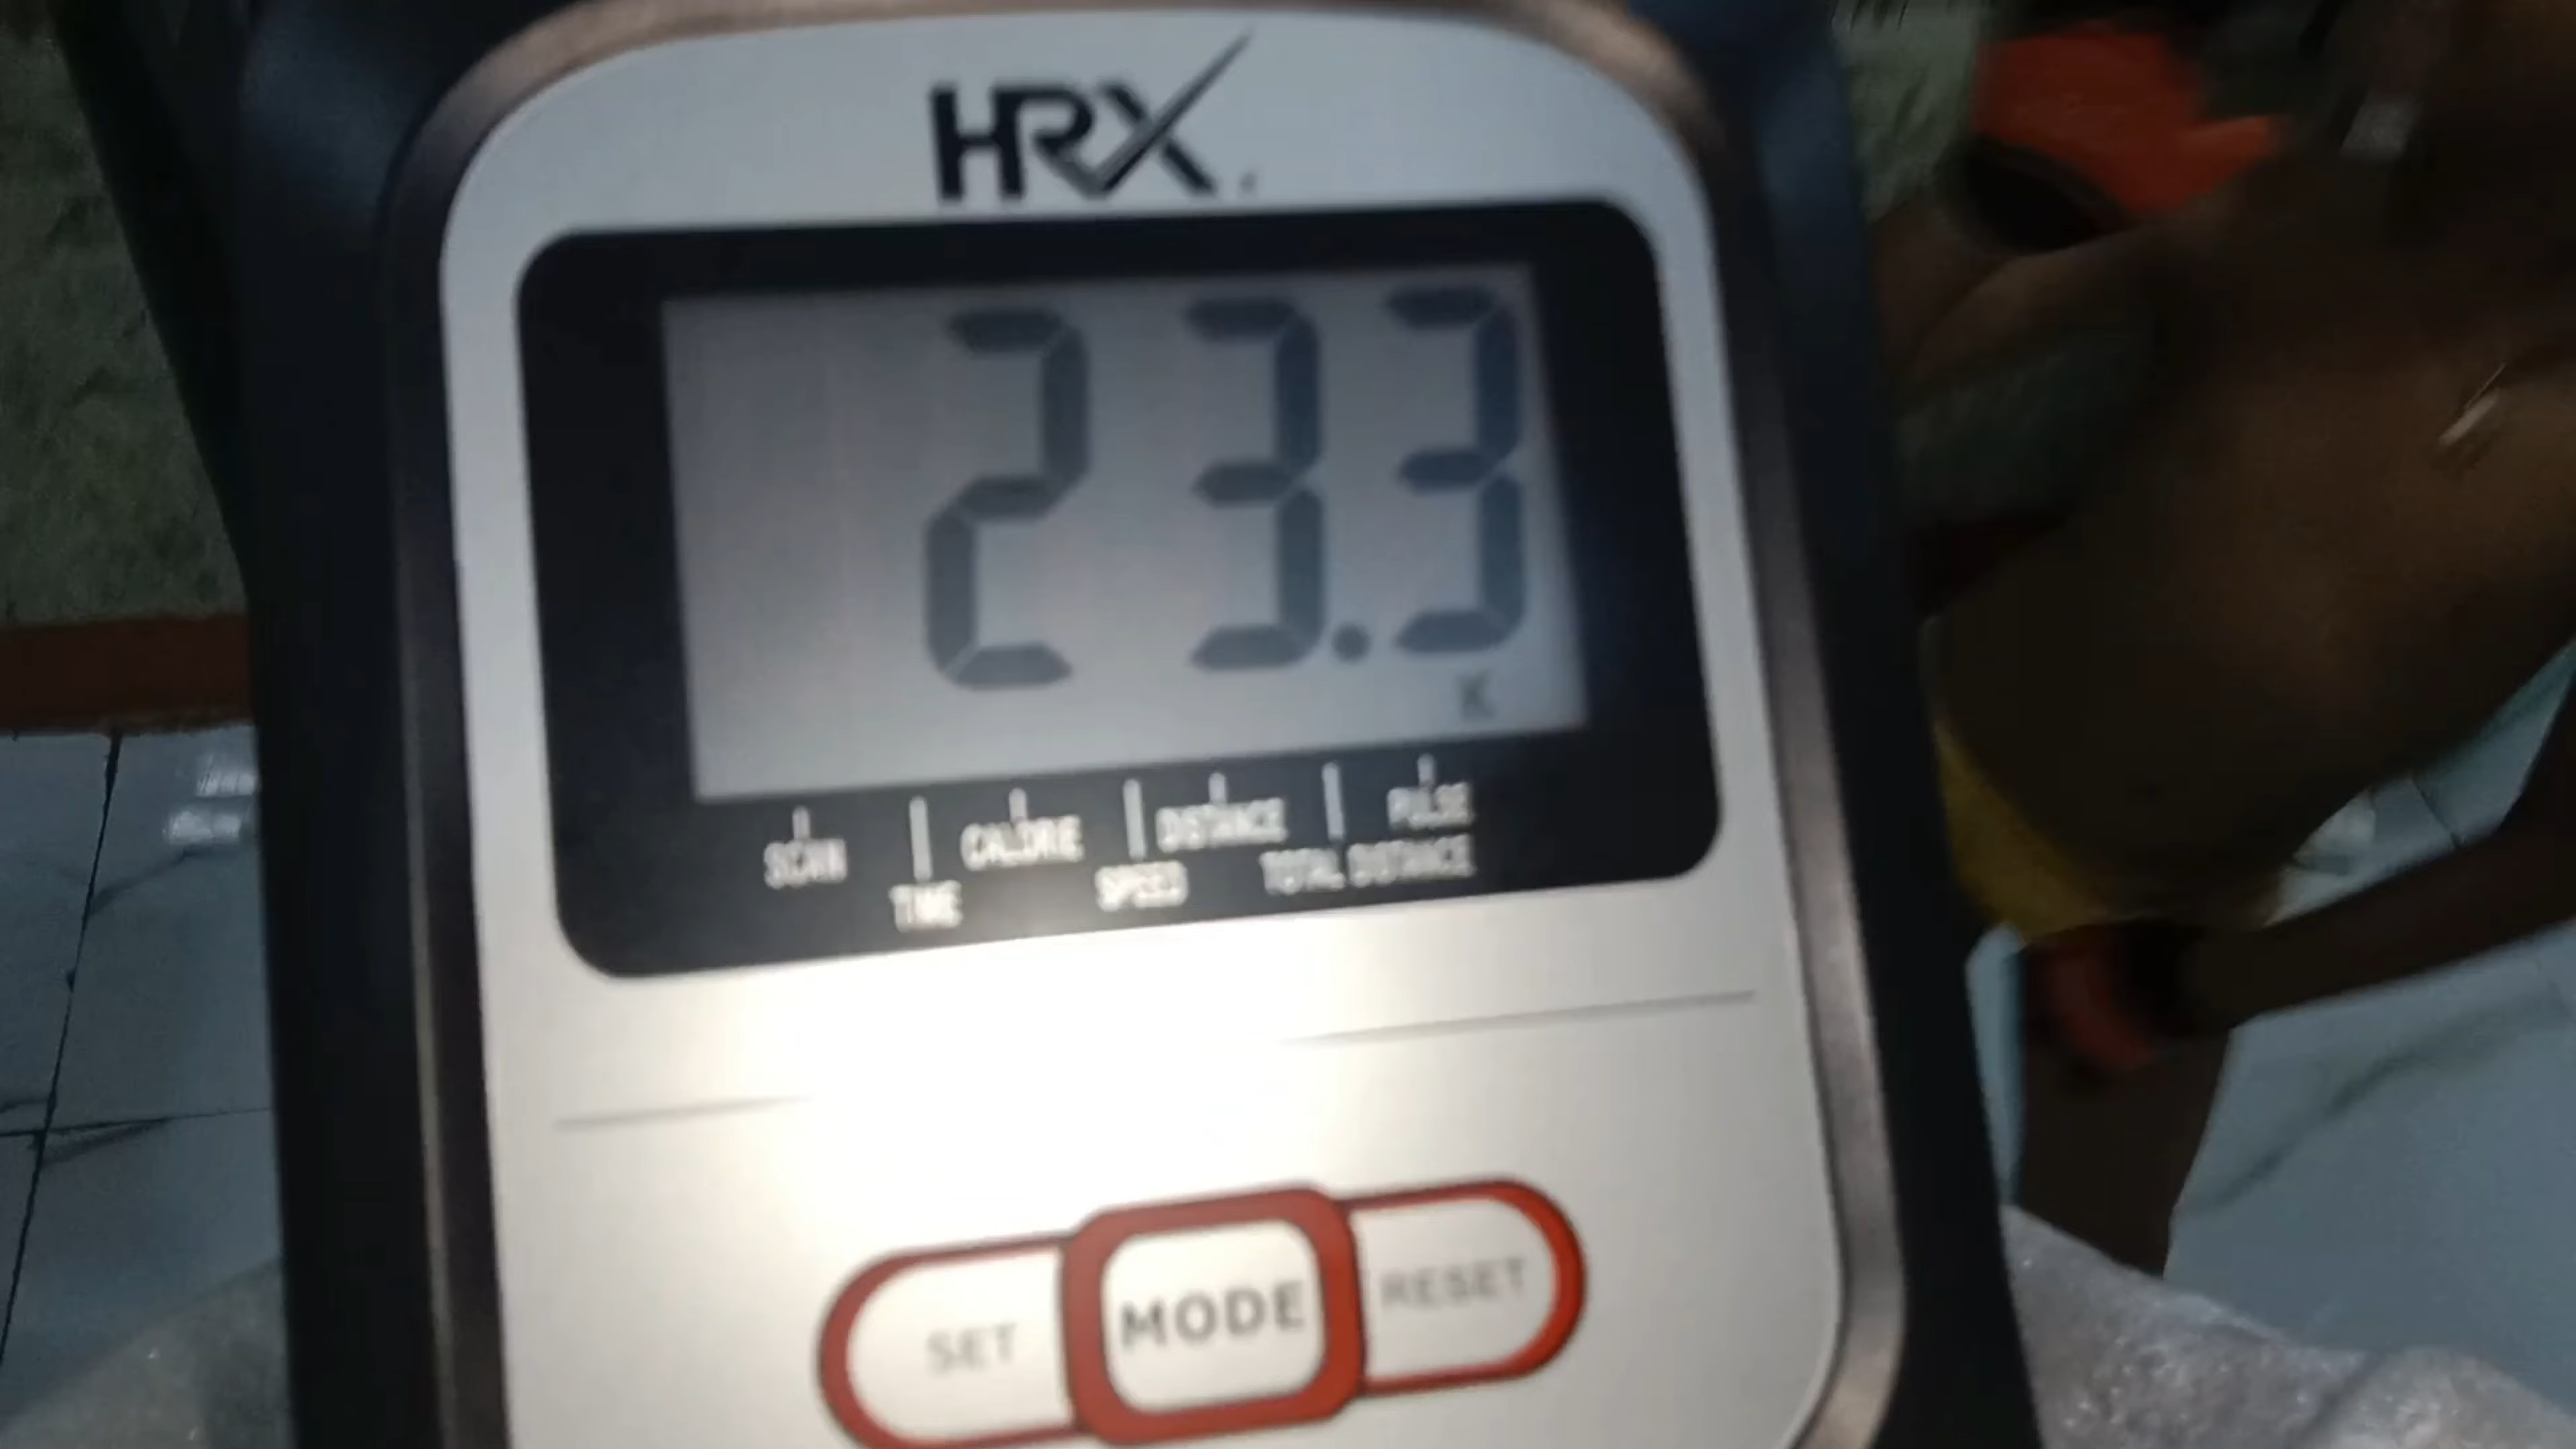 HRX
23.3
K
SCAN CALORIE DISTANCE PULSE
TIME SPEED TOTAL DISTANCE
SET MODE RESET